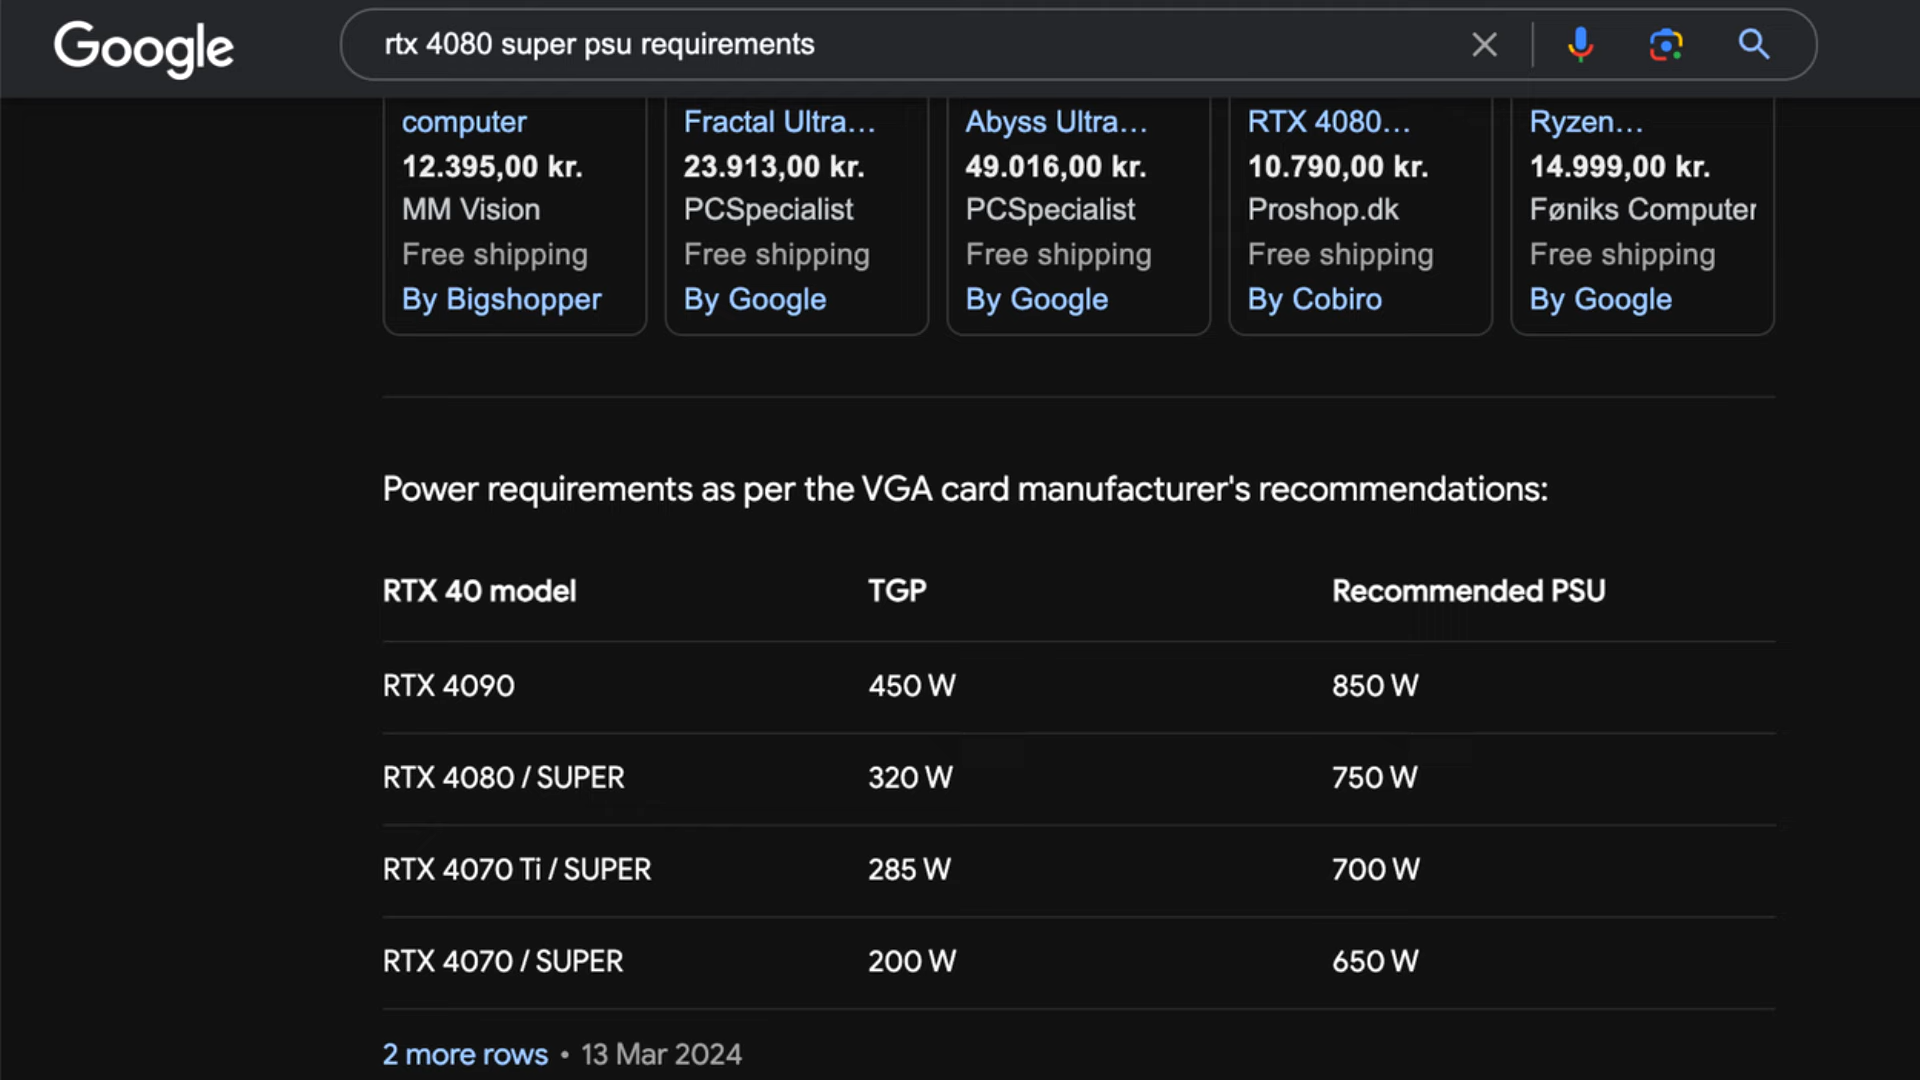 Google
rtx 4080 super psu requirements
computer
12.395,00 kr.
MM Vision
Free shipping
By Bigshopper
Fractal Ultra...
23.913,00 kr.
PCSpecialist
Free shipping
By Google
Abyss Ultra...
49.016,00 kr.
PCSpecialist
Free shipping
By Google
RTX 4080...
10.790,00 kr.
Proshop.dk
Free shipping
By Cobiro
Ryzen...
14.999,00 kr.
Føniks Computer
Free shipping
By Google
Power requirements as per the VGA card manufacturer's recommendations:
RTX 40 model TGP Recommended PSU
RTX 4090 450 W 850 W
RTX 4080 / SUPER 320 W 750 W
RTX 4070 Ti / SUPER 285 W 700 W
RTX 4070 / SUPER 200 W 650 W
2 more rows • 13 Mar 2024